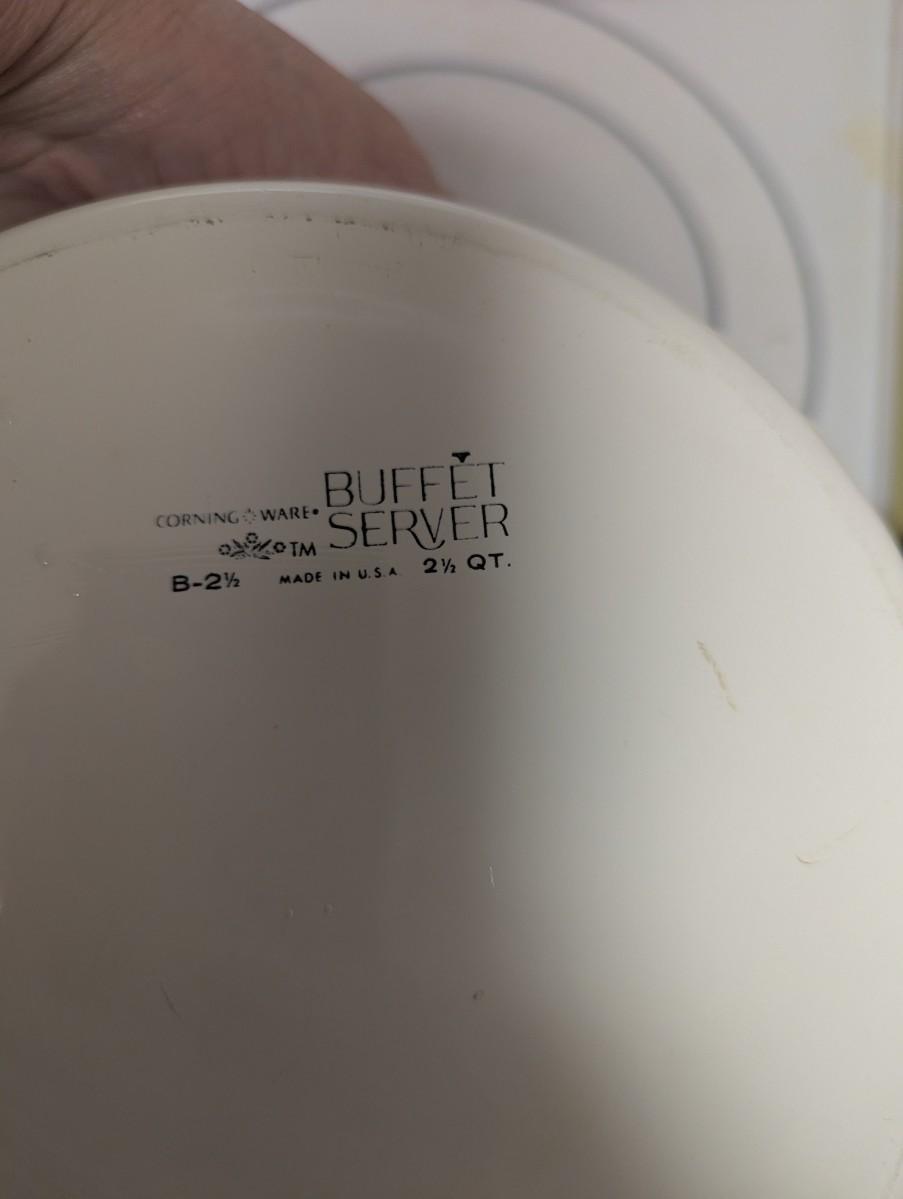 BUFFET
CORNING WARE® SERVER
TM
B-2½ MADE IN U.S.A. 2½ QT.